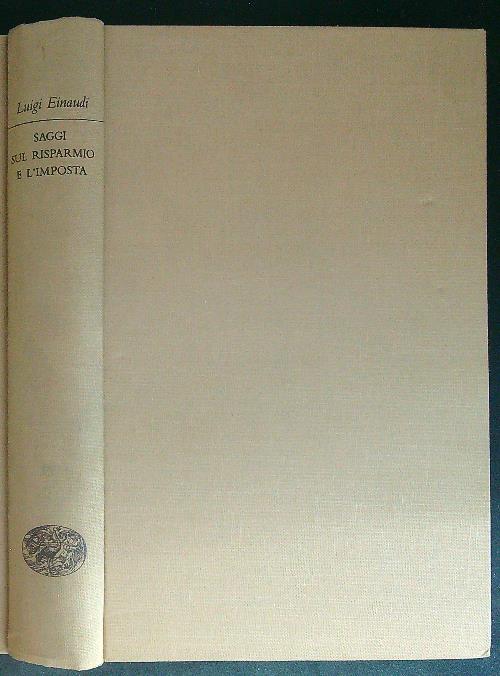 Luigi Einaudi
SAGGI
SUL RISPARMIO
E L'IMPOSTA